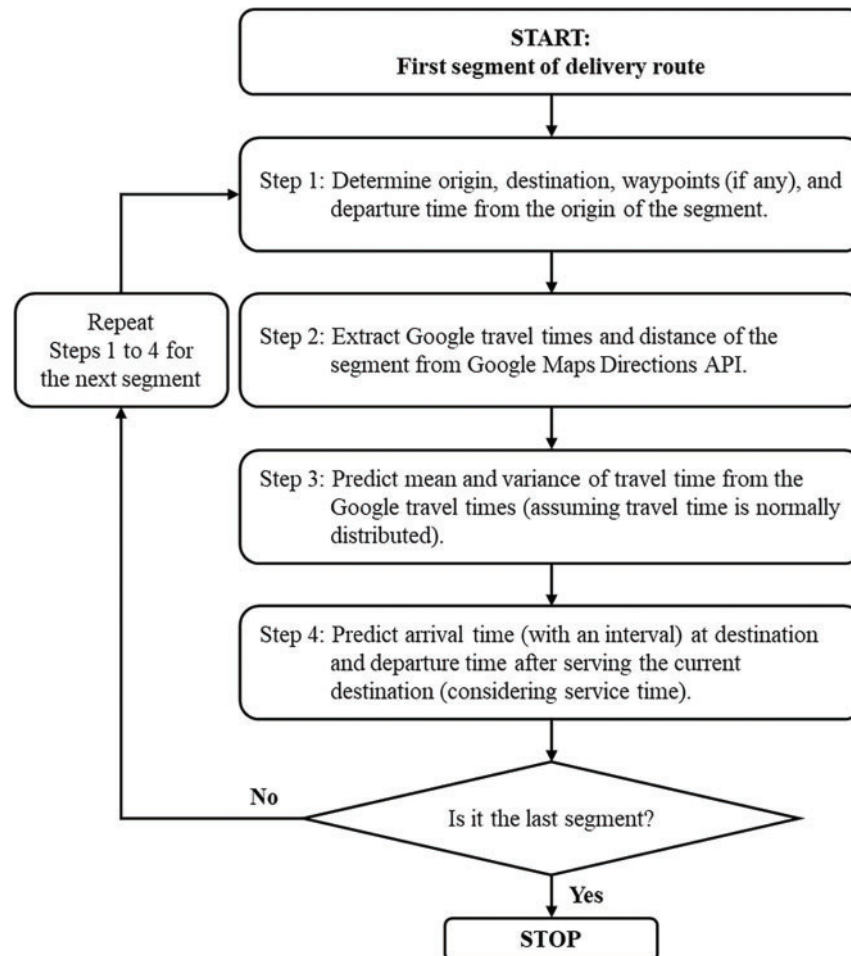 START:
First segment of delivery route
Step 1: Determine origin, destination, waypoints (if any), and
departure time from the origin of the segment.
Repeat
Steps 1 to 4 for
the next segment
Step 2: Extract Google travel times and distance of the
segment from Google Maps Directions API.
Step 3: Predict mean and variance of travel time from the
Google travel times (assuming travel time is normally
distributed).
Step 4: Predict arrival time (with an interval) at destination
and departure time after serving the current
destination (considering service time).
No
Is it the last segment?
Yes
STOP